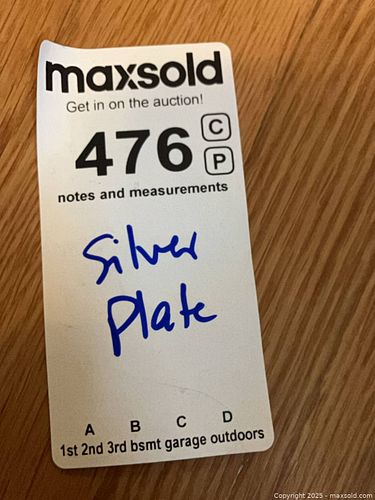 maxsold
Get in on the auction!
476 C
P
notes and measurements
Silver
Plate
A B C D
1st 2nd 3rd bsmt garage outdoors
Copyright 2025 - maxsold.com